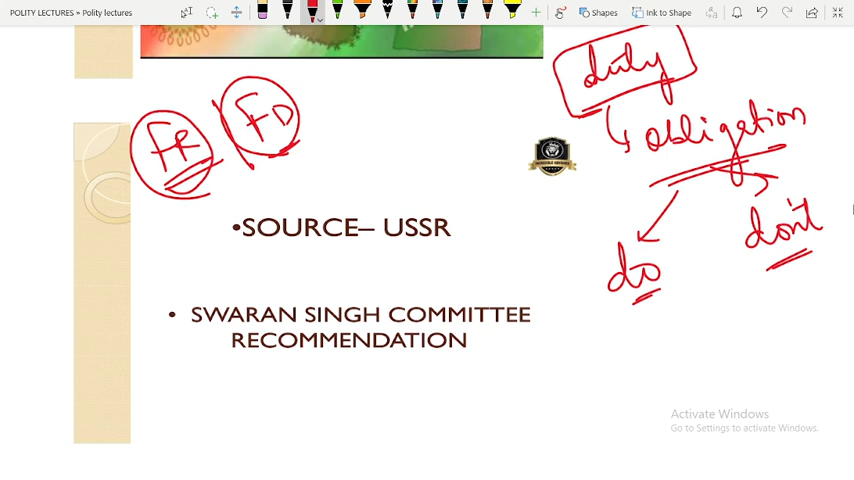 POLITY LECTURES » Polity lectures
Shapes
Ink to Shape
duly
FR
FD
obligation
•SOURCE– USSR
don't
do
• SWARAN SINGH COMMITTEE
RECOMMENDATION
Activate Windows
Go to Settings to activate Windows.